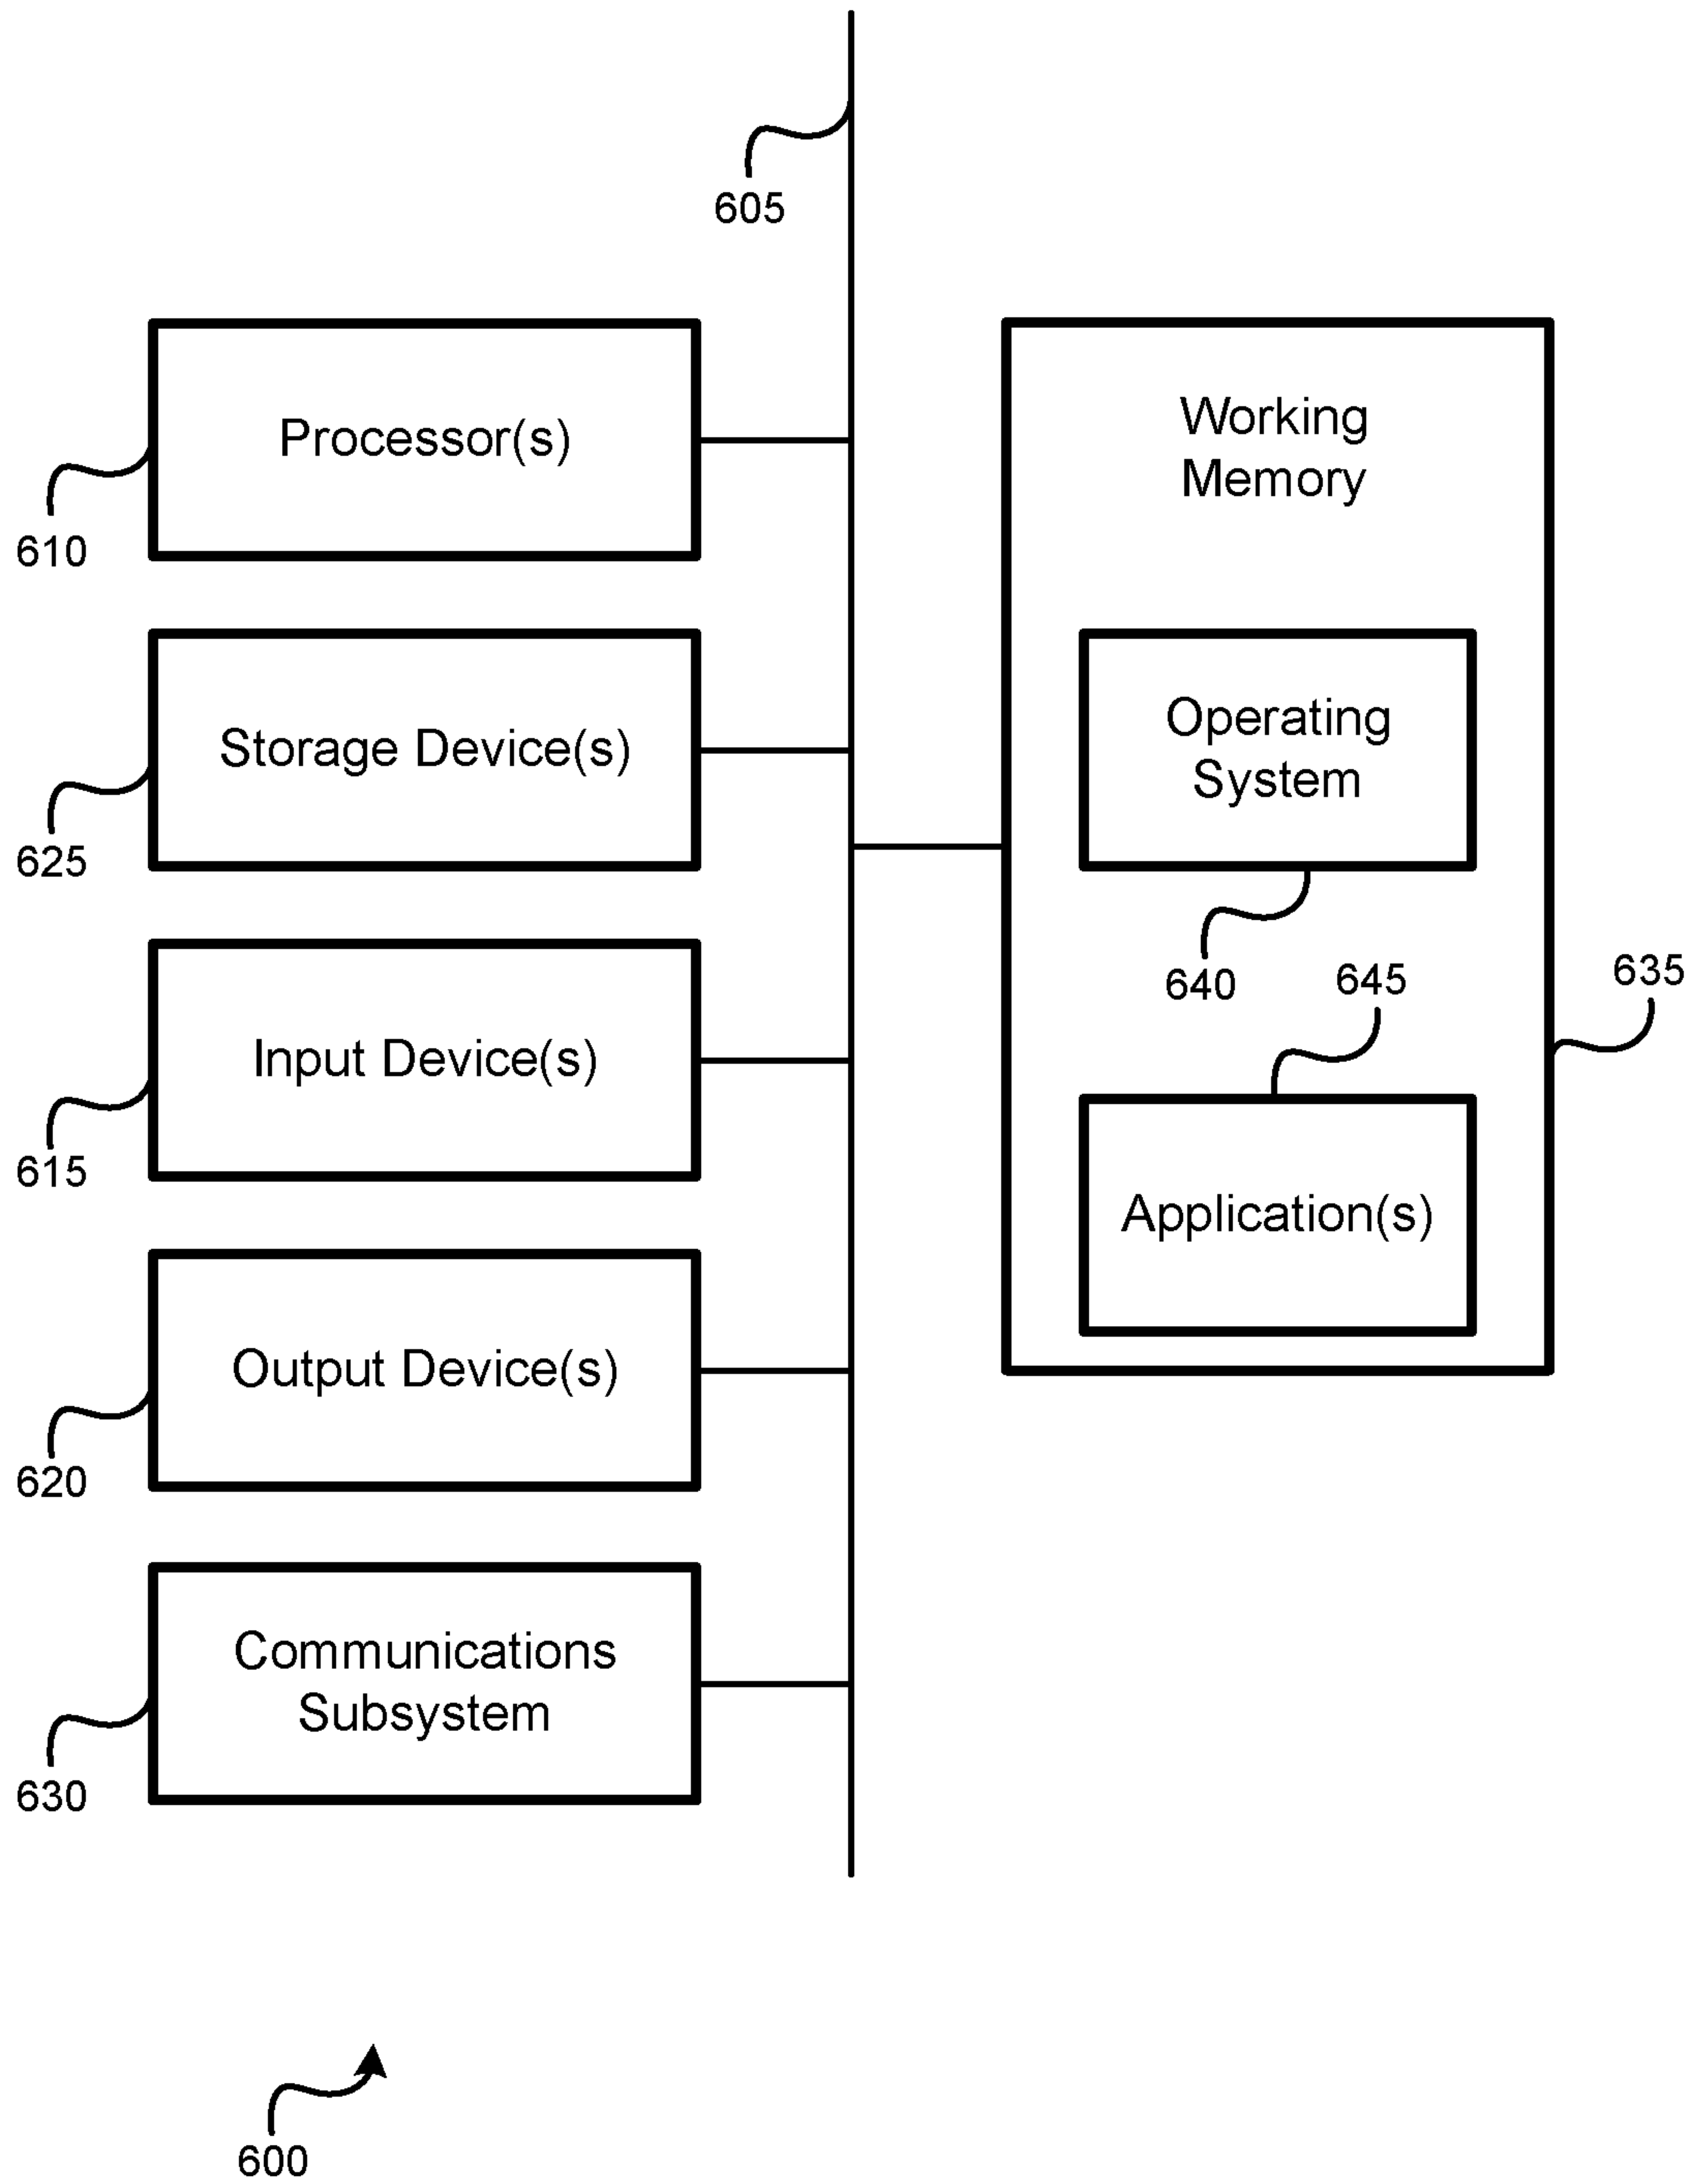 605
Processor(s)
610
Storage Device(s)
625
Input Device(s)
615
Output Device(s)
620
Communications
Subsystem
630
Working
Memory
Operating
System
640
645
635
Application(s)
600